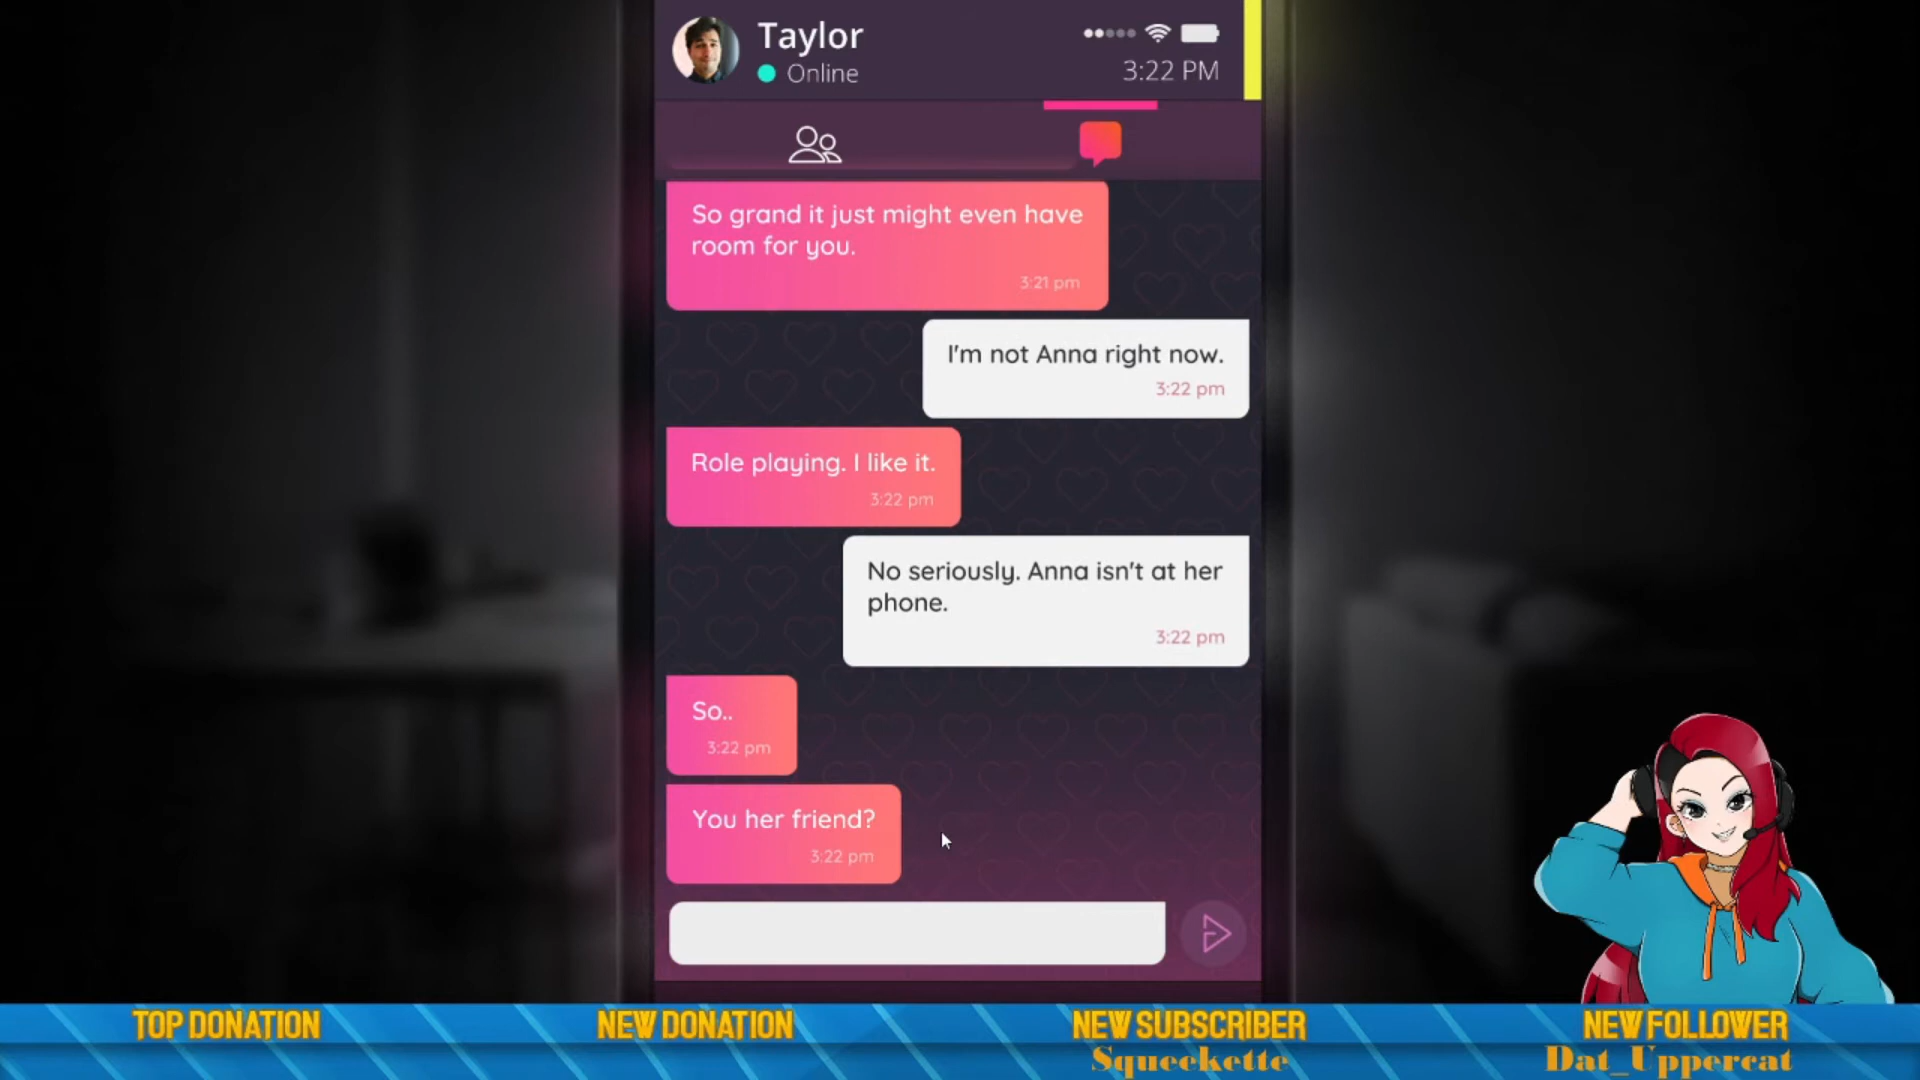 Taylor
Online
3:22 PM
So grand it just might even have
room for you.
3:21 pm
I'm not Anna right now.
3:22 pm
Role playing. I like it.
3:22 pm
No seriously. Anna isn't at her
phone.
3:22 pm
So..
3:22 pm
You her friend?
3:22 pm
TOP DONATION
NEW DONATION
NEW SUBSCRIBER
Squeekette
NEW FOLLOWER
Dat_Uppercat